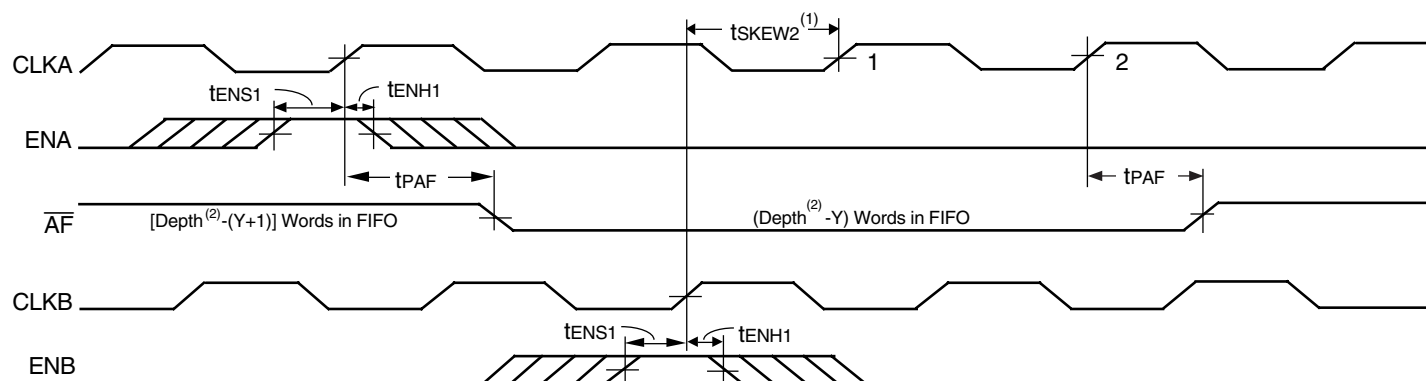 tSKEW2(1)
CLKA 1 2
tENS1 tENH1
ENA
tPAF tPAF
AF [Depth(2)-(Y+1)] Words in FIFO (Depth(2) -Y) Words in FIFO
CLKB
tENS1 tENH1
ENB